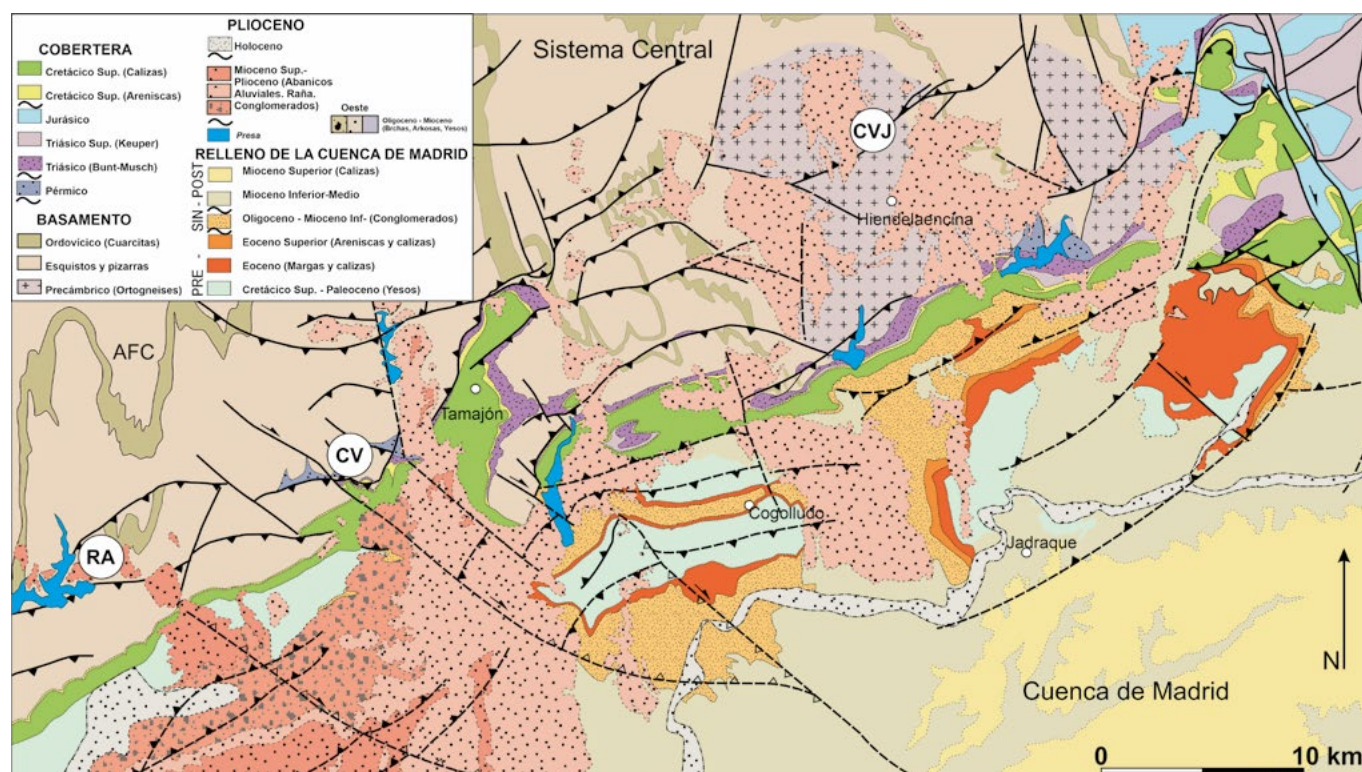 COBERTERA
Cretácico Sup. (Calizas)
Cretácico Sup. (Areniscas)
Jurásico
Triásico Sup. (Keuper)
Triásico (Bunt-Musch)
Pérmico
BASAMENTO
Ordovícico (Cuarcitas)
Esquistos y pizarras
Precámbrico (Ortogneises)
PLIOCENO
Holoceno
Mioceno Sup.-
Plioceno (Abanicos
Aluviales. Raña.
Conglomerados)
Presa
Oeste
Oligoceno - Mioceno
(Brchas, Arkosas, Yesos)
RELLENO DE LA CUENCA DE MADRID
PRE - SIN - POST
Mioceno Superior (Calizas)
Mioceno Inferior-Medio
Oligoceno - Mioceno Inf- (Conglomerados)
Eoceno Superior (Areniscas y calizas)
Eoceno (Margas y calizas)
Cretácico Sup. - Paleoceno (Yesos)
Sistema Central
CVJ
Hiendelaencina
AFC
Tamajón
CV
Cogolludo
Jadraque
RA
N
Cuenca de Madrid
0 10 km